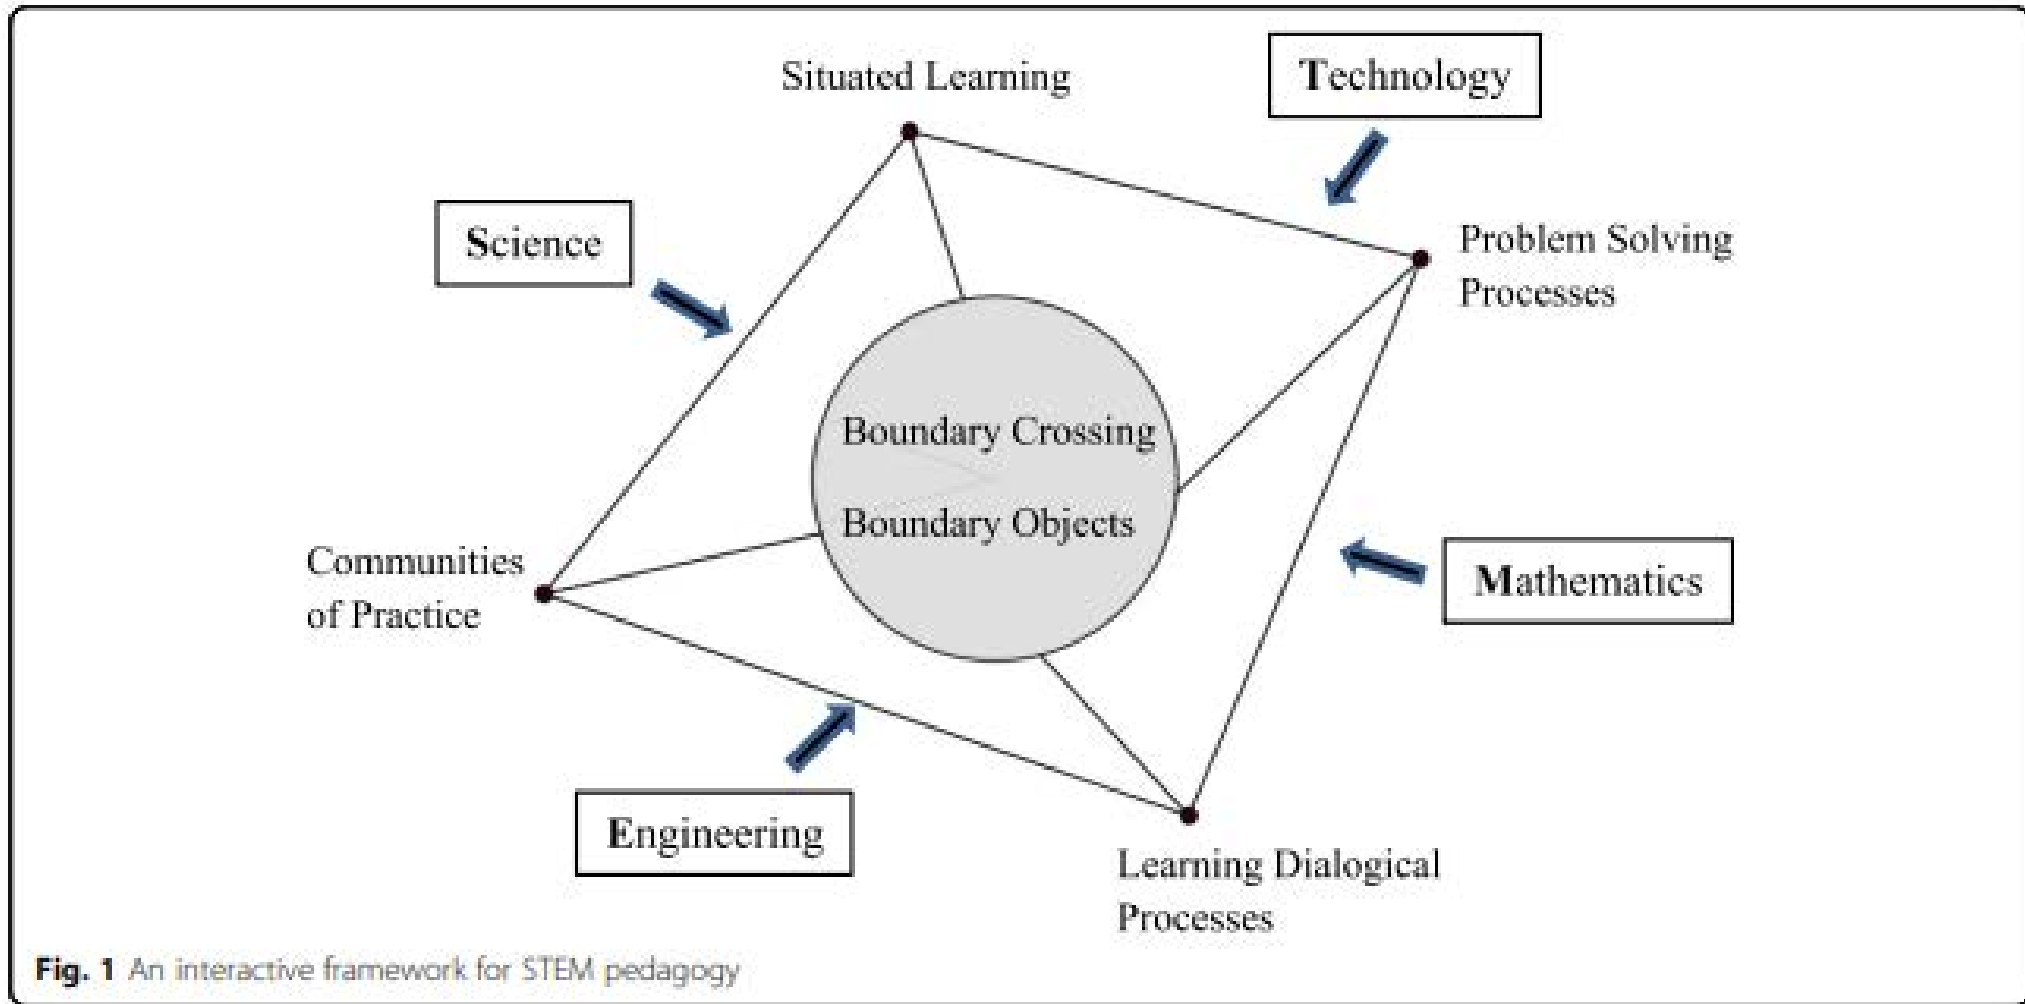 Situated Learning
Technology
Science
Problem Solving
Processes
Boundary Crossing
Boundary Objects
Communities
of Practice
Mathematics
Engineering
Learning Dialogical
Processes
Fig. 1 An interactive framework for STEM pedagogy